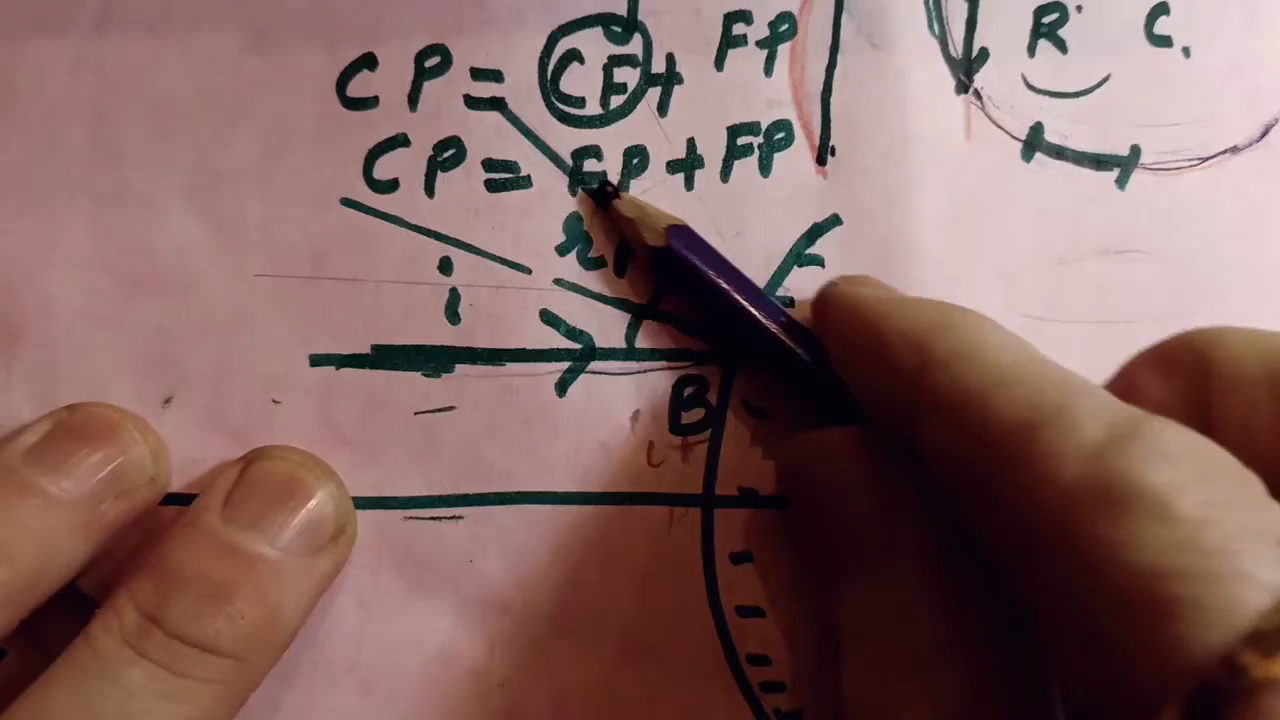 CP = CF + FP
R C.
CP = FP + FP
r
i
B